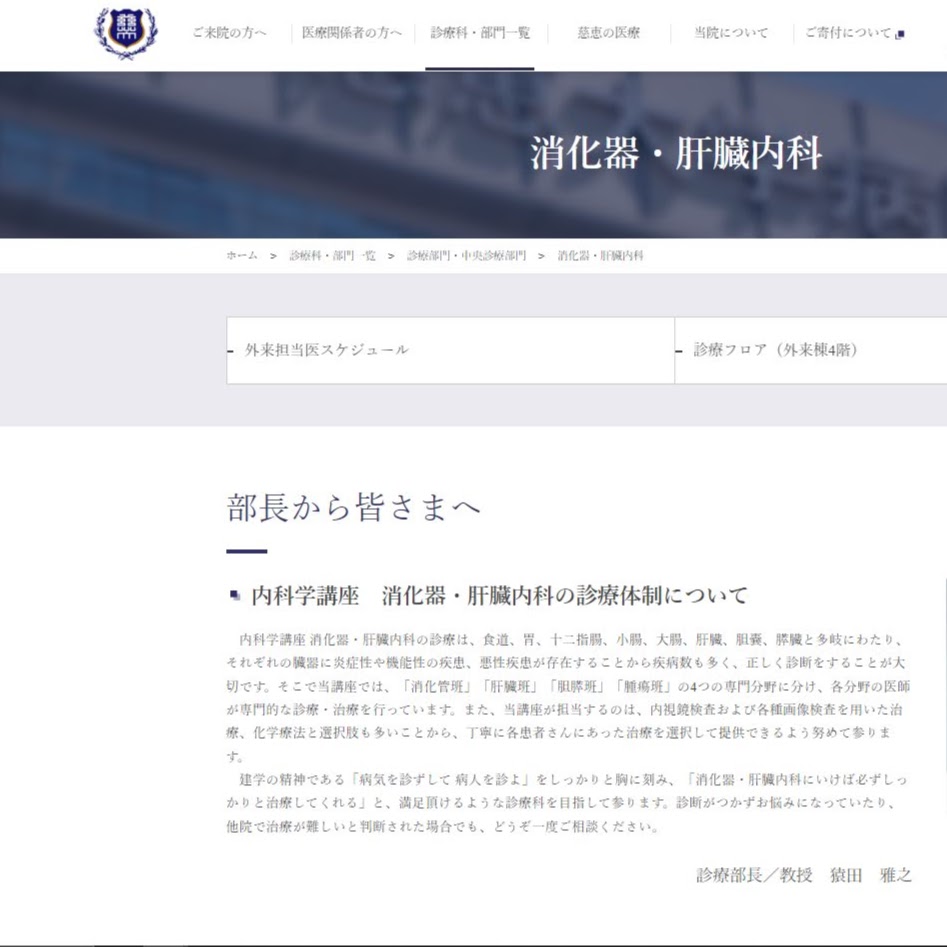 ご来院の方へ 医療関係者の方へ 診療科・部門一覧 慈恵の医療 当院について ご寄付について
消化器・肝臓内科
ホーム > 診療科・部門一覧 > 診療部門・中央診療部門 > 消化器・肝臓内科
外来担当医スケジュール 診療フロア（外来棟4階）
部長から皆さまへ
内科学講座　消化器・肝臓内科の診療体制について
内科学講座 消化器・肝臓内科の診療は、食道、胃、十二指腸、小腸、大腸、肝臓、胆嚢、膵臓と多岐にわたり、
それぞれの臓器に炎症性や機能性の疾患、悪性疾患が存在することから疾病数も多く、正しく診断をすることが大
切です。そこで当講座では、「消化管班」「肝臓班」「胆膵班」「腫瘍班」の4つの専門分野に分け、各分野の医師
が専門的な診療・治療を行っています。また、当講座が担当するのは、内視鏡検査および各種画像検査を用いた治
療、化学療法と選択肢も多いことから、丁寧に各患者さんにあった治療を選択して提供できるよう努めて参りま
す。
建学の精神である「病気を診ずして 病人を診よ」をしっかりと胸に刻み、「消化器・肝臓内科にいけば必ずしっ
かりと治療してくれる」と、満足頂けるような診療科を目指して参ります。診断がつかずお悩みになっていたり、
他院で治療が難しいと判断された場合でも、どうぞ一度ご相談ください。
診療部長／教授　猿田　雅之